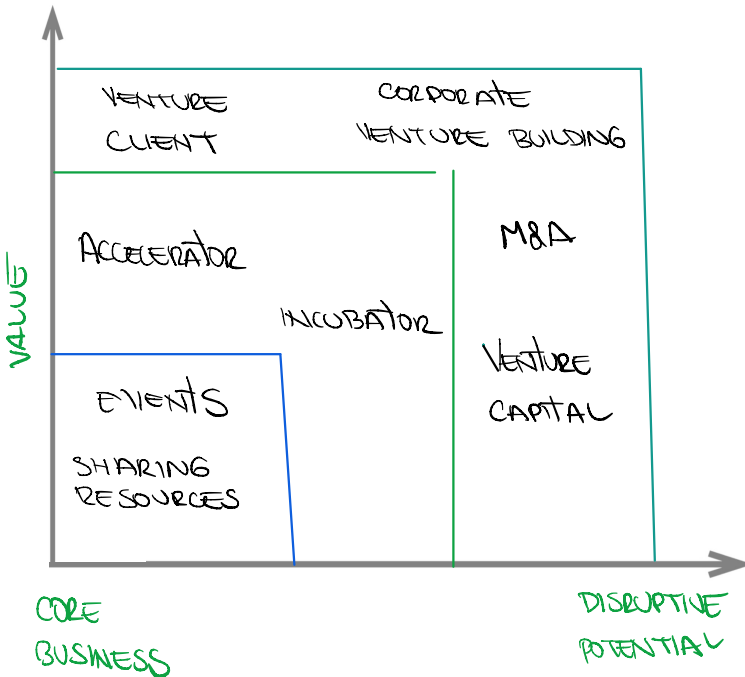 VENTURE
CLIENT
CORPORATE
VENTURE BUILDING
ACCELERATOR
M&A
INCUBATOR
VENTURE
CAPITAL
EVENTS
SHARING
RESOURCES
VALUE
CORE
BUSINESS
DISRUPTIVE
POTENTIAL